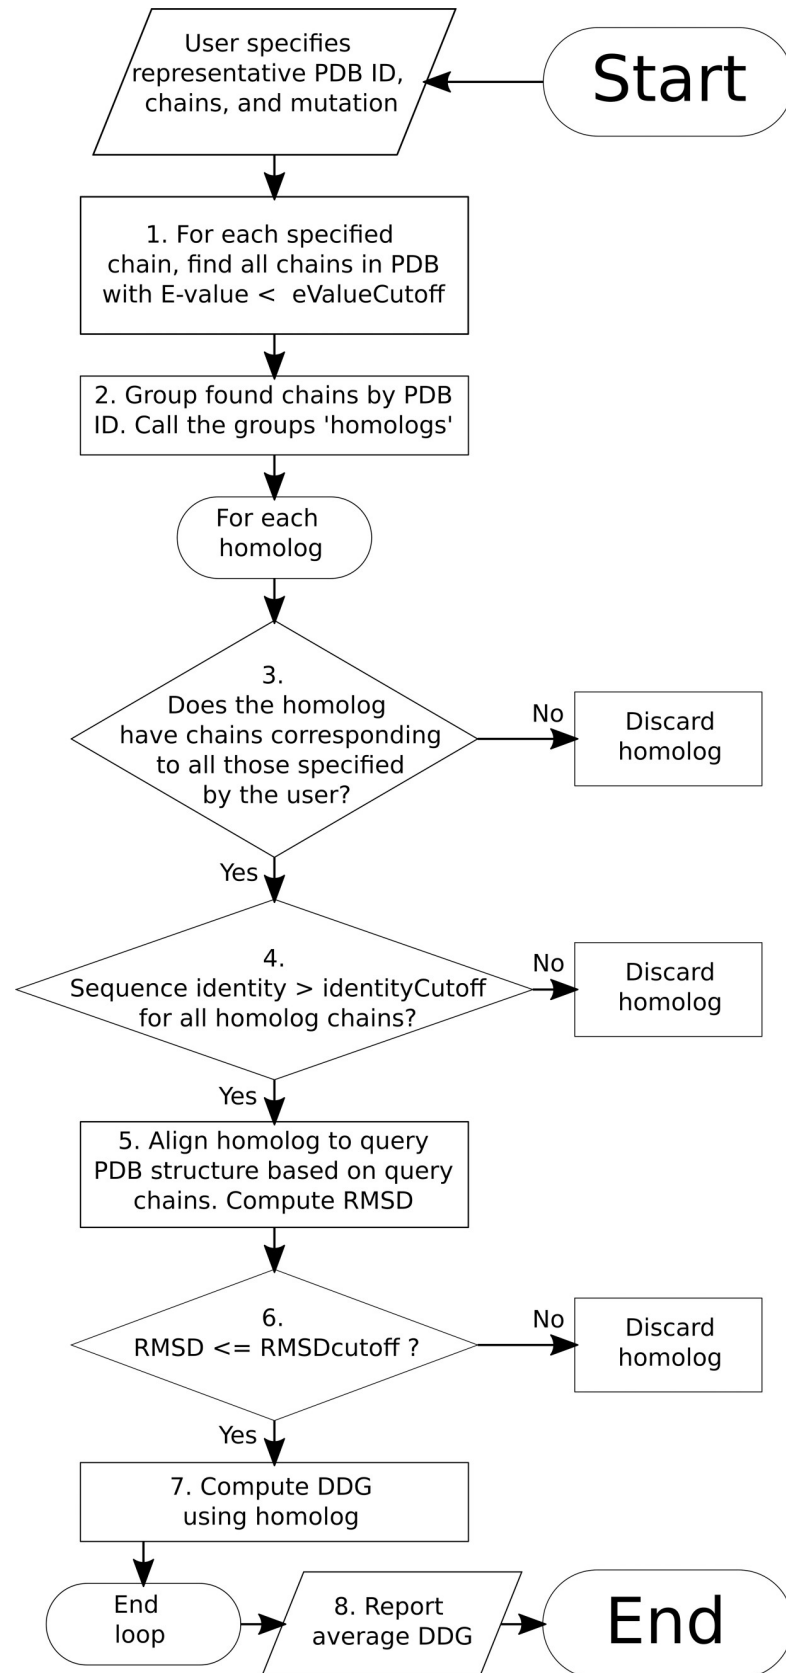 Start
User specifies
representative PDB ID,
chains, and mutation
1. For each specified
chain, find all chains in PDB
with E-value < eValueCutoff
2. Group found chains by PDB
ID. Call the groups 'homologs'
For each
homolog
3.
Does the homolog
have chains corresponding
to all those specified
by the user?
No
Discard
homolog
Yes
4.
Sequence identity > identityCutoff
for all homolog chains?
No
Discard
homolog
Yes
5. Align homolog to query
PDB structure based on query
chains. Compute RMSD
6.
RMSD <= RMSDcutoff ?
No
Discard
homolog
Yes
7. Compute DDG
using homolog
End
loop
8. Report
average DDG
End